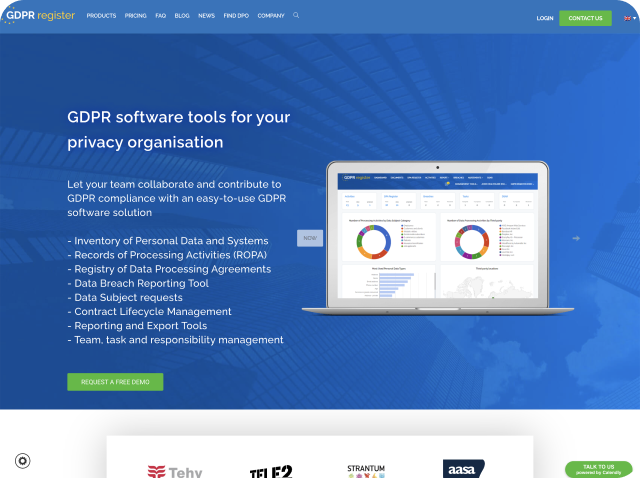 GDPR register
PRODUCTS PRICING FAQ BLOG NEWS FIND DPO COMPANY
LOGIN
CONTACT US
GDPR software tools for your
privacy organisation
Let your team collaborate and contribute to
GDPR compliance with an easy-to-use GDPR
software solution
- Inventory of Personal Data and Systems
- Records of Processing Activities (ROPA)
- Registry of Data Processing Agreements
- Data Breach Reporting Tool
- Data Subject requests
- Contract Lifecycle Management
- Reporting and Export Tools
- Team, task and responsibility management
NOW
GDPR register
REQUEST A FREE DEMO
Tehy
TELE2
STRANTUM
aasa
TALK TO US
powered by Calendly